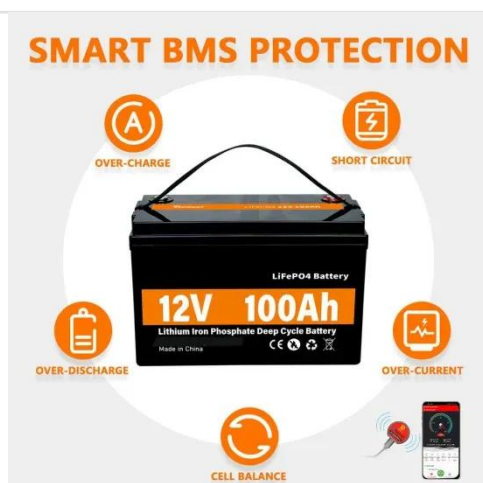 SMART BMS PROTECTION
A
OVER-CHARGE
SHORT CIRCUIT
LiFePO4 Battery
12V 100Ah
Lithium Iron Phosphate Deep Cycle Battery
Made in China
CE
OVER-DISCHARGE
OVER-CURRENT
CELL BALANCE